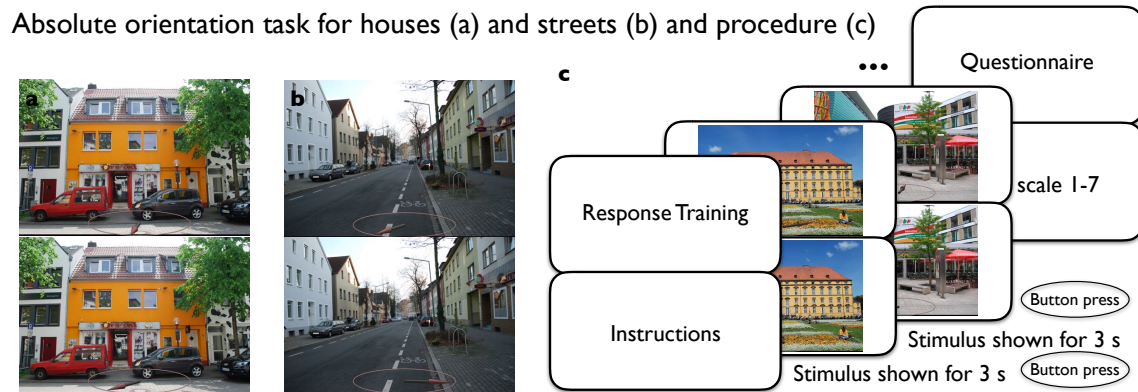 Absolute orientation task for houses (a) and streets (b) and procedure (c)
a
b
c
...
Questionnaire
scale 1-7
Response Training
Instructions
Button press
Stimulus shown for 3 s
Stimulus shown for 3 s
Button press